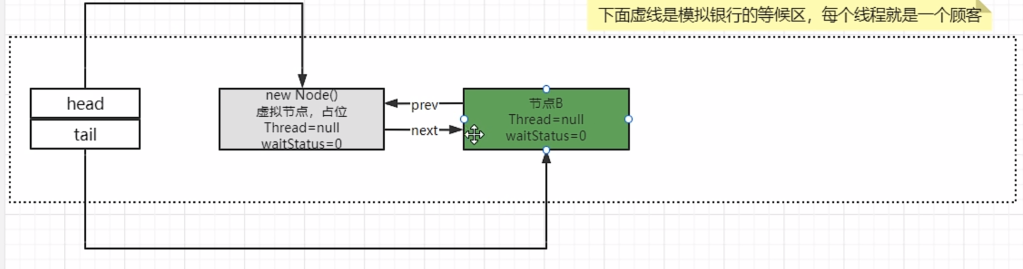 下面虚线是模拟银行的等候区，每个线程就是一个顾客
head
tail
new Node()
虚拟节点，占位
Thread=null
waitStatus=0
prev
next
节点B
Thread=null
waitStatus=0